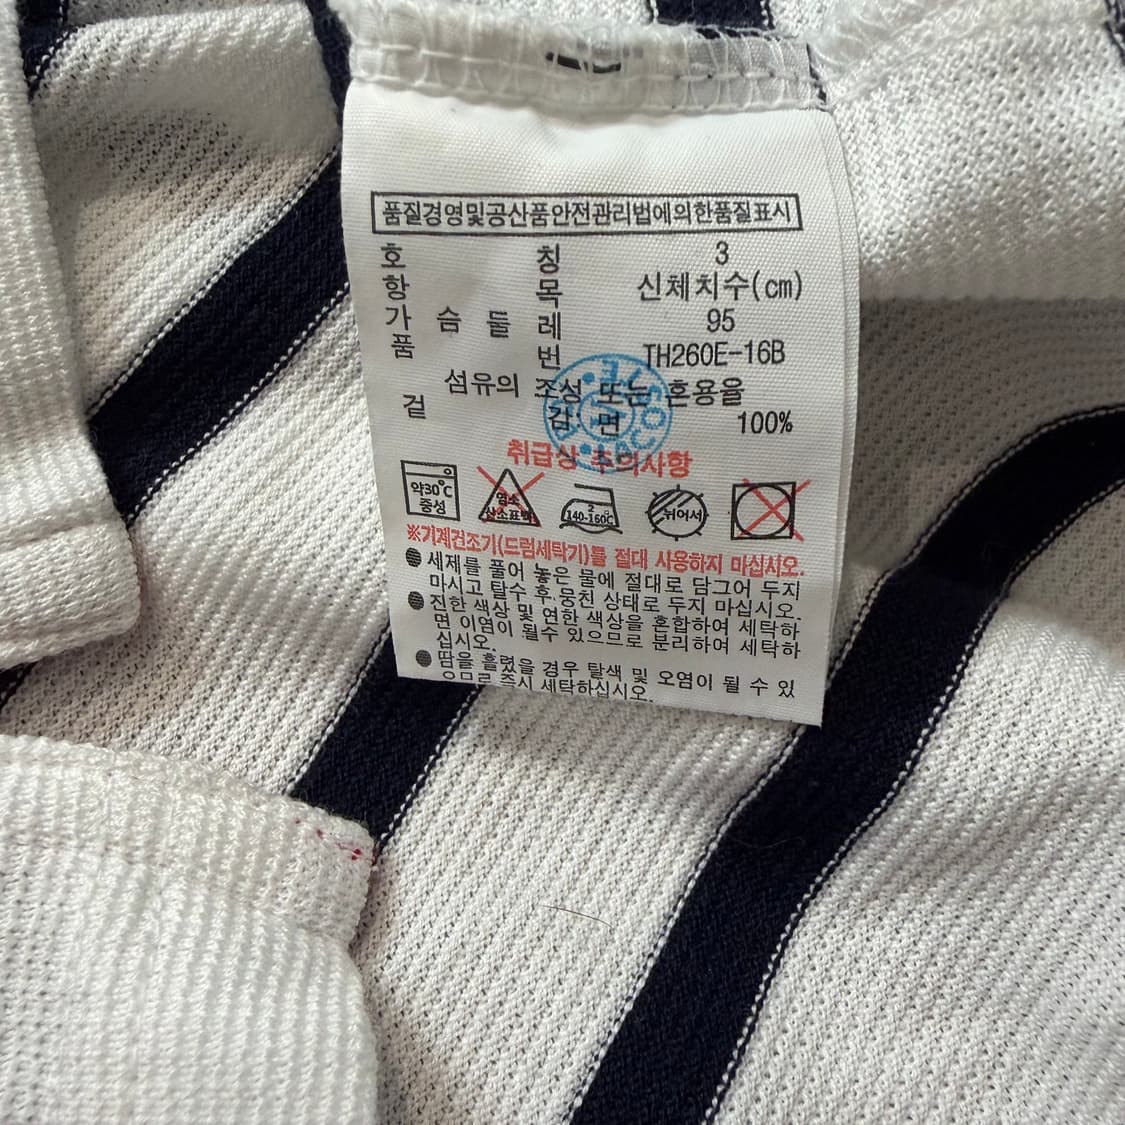 품질경영및공산품안전관리법에의한품질표시
호 칭 3
항 목 신체치수(cm)
가 슴 둘 레 95
품 번 TH260E-16B
섬유의 조성 또는 혼용율
겉 감 면 100%
취급상 주의사항
약30℃ 중성
염소 산소표백
2 140-160℃
뉘어서
※기계건조기(드럼세탁기)를 절대 사용하지 마십시오.
● 세제를 풀어 놓은 물에 절대로 담그어 두지
마시고 탈수 후.뭉친 상태로 두지 마십시오.
● 진한 색상 및 연한 색상을 혼합하여 세탁하
면 이염이 될수 있으므로 분리하여 세탁하
십시오.
● 땀을 흘렸을 경우 탈색 및 오염이 될 수 있
으므로 즉시 세탁하십시오.